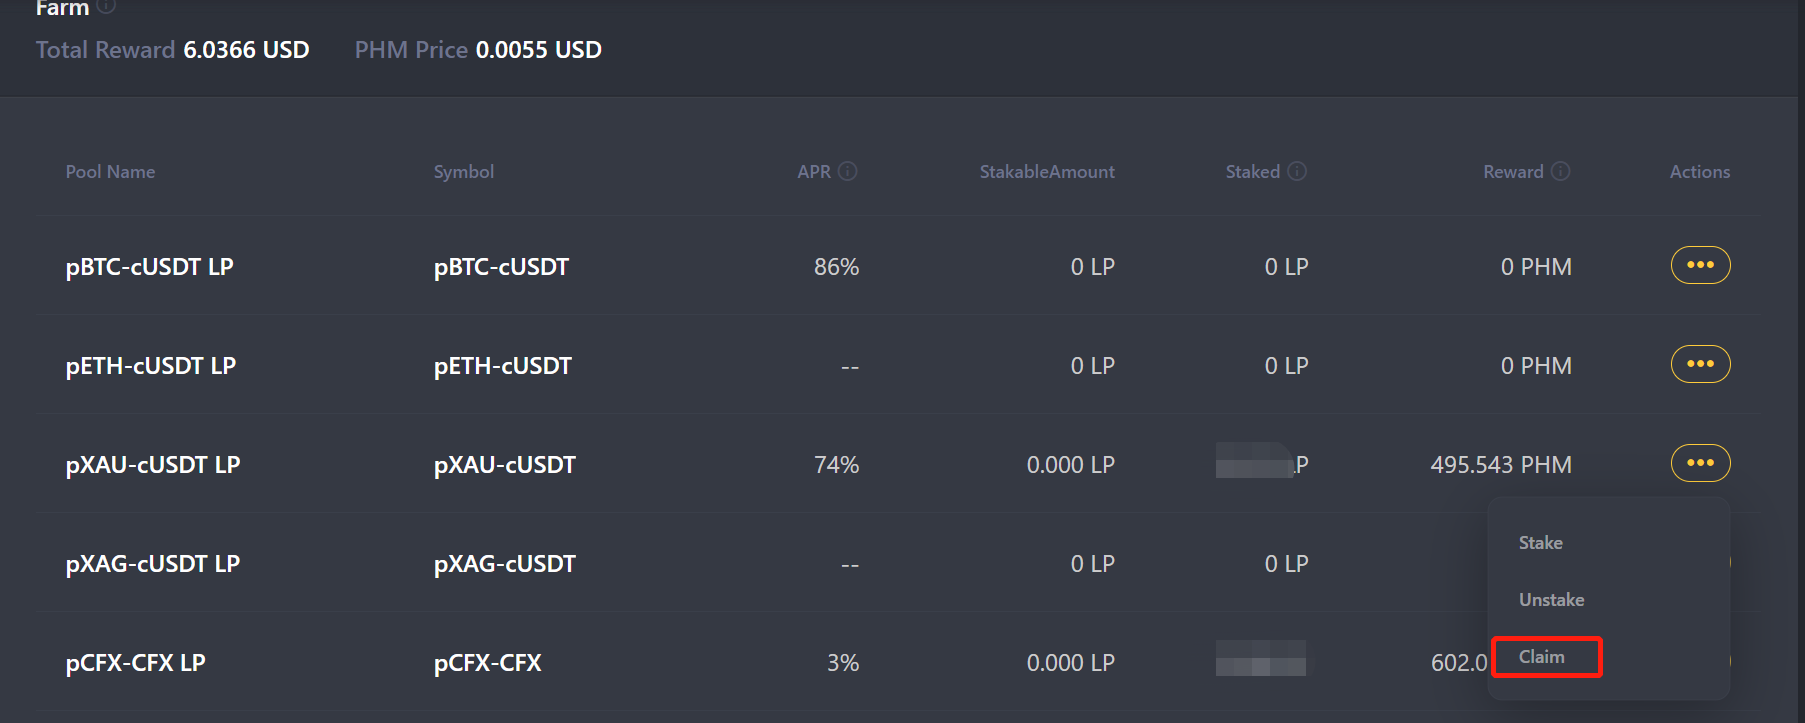 Farm
Total Reward 6.0366 USD PHM Price 0.0055 USD
Pool Name Symbol APR StakableAmount Staked Reward Actions
pBTC-cUSDT LP pBTC-cUSDT 86% 0 LP 0 LP 0 PHM
pETH-cUSDT LP pETH-cUSDT -- 0 LP 0 LP 0 PHM
pXAU-cUSDT LP pXAU-cUSDT 74% 0.000 LP LP 495.543 PHM
Stake
pXAG-cUSDT LP pXAG-cUSDT -- 0 LP 0 LP
Unstake
pCFX-CFX LP pCFX-CFX 3% 0.000 LP 602.0
Claim